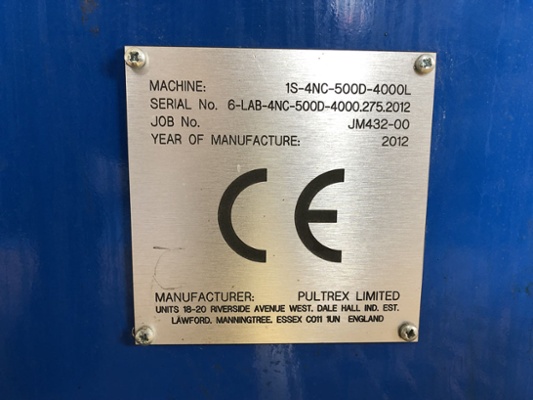 MACHINE: 1S-4NC-500D-4000L
SERIAL No. 6-LAB-4NC-500D-4000.275.2012
JOB No. JM432-00
YEAR OF MANUFACTURE: 2012
CE
MANUFACTURER: PULTREX LIMITED
UNITS 18-20 RIVERSIDE AVENUE WEST. DALE HALL IND. EST.
LAWFORD. MANNINGTREE. ESSEX CO11 1UN ENGLAND